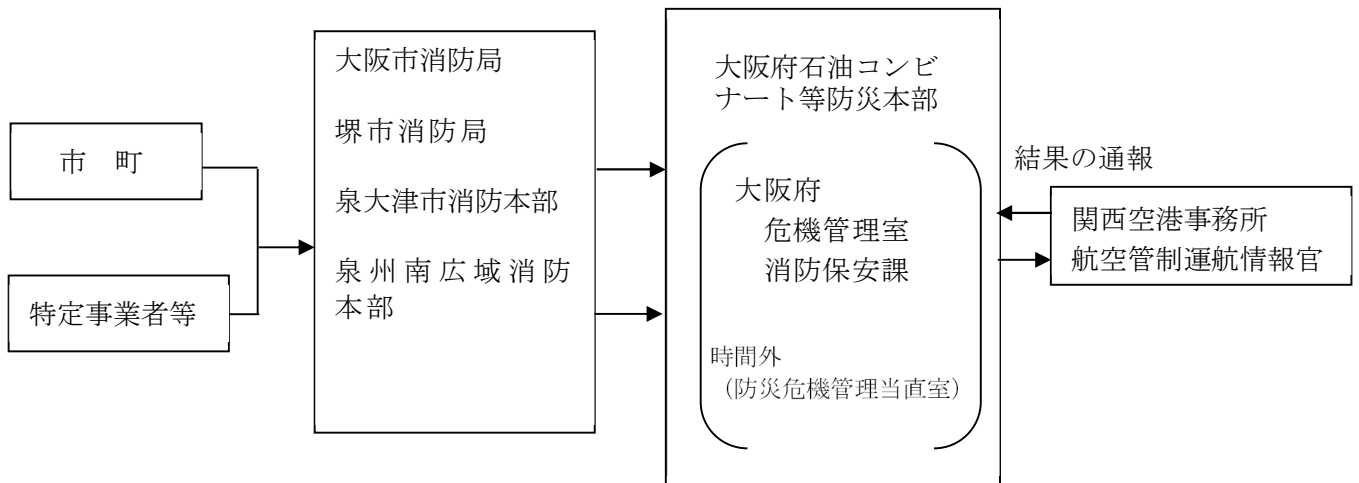 市　町
特定事業者等
大阪市消防局
堺市消防局
泉大津市消防本部
泉州南広域消防
本部
大阪府石油コンビ
ナート等防災本部
大阪府
危機管理室
消防保安課
時間外
（防災危機管理当直室）
結果の通報
関西空港事務所
航空管制運航情報官